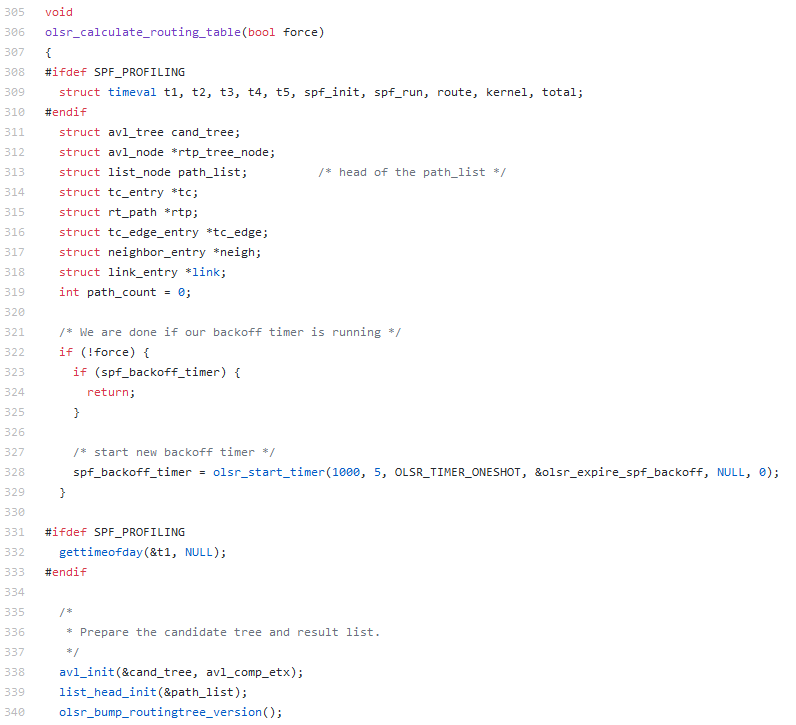 305 void
306 olsr_calculate_routing_table(bool force)
307 {
308 #ifdef SPF_PROFILING
309   struct timeval t1, t2, t3, t4, t5, spf_init, spf_run, route, kernel, total;
310 #endif
311   struct avl_tree cand_tree;
312   struct avl_node *rtp_tree_node;
313   struct list_node path_list;          /* head of the path_list */
314   struct tc_entry *tc;
315   struct rt_path *rtp;
316   struct tc_edge_entry *tc_edge;
317   struct neighbor_entry *neigh;
318   struct link_entry *link;
319   int path_count = 0;
320
321   /* We are done if our backoff timer is running */
322   if (!force) {
323     if (spf_backoff_timer) {
324       return;
325     }
326
327     /* start new backoff timer */
328     spf_backoff_timer = olsr_start_timer(1000, 5, OLSR_TIMER_ONESHOT, &olsr_expire_spf_backoff, NULL, 0);
329   }
330
331 #ifdef SPF_PROFILING
332   gettimeofday(&t1, NULL);
333 #endif
334
335   /*
336    * Prepare the candidate tree and result list.
337    */
338   avl_init(&cand_tree, avl_comp_etx);
339   list_head_init(&path_list);
340   olsr_bump_routingtree_version();